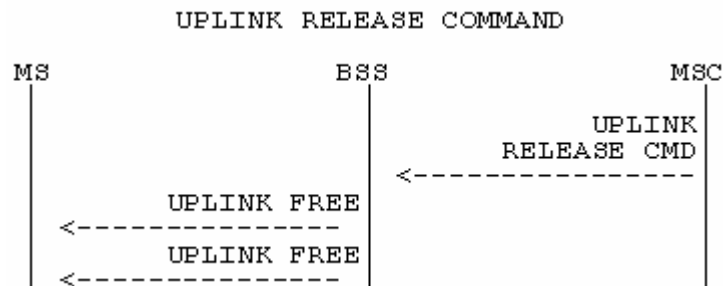 UPLINK RELEASE COMMAND
MS BSS MSC
UPLINK
RELEASE CMD
<----------------
UPLINK FREE
<---------------
UPLINK FREE
<---------------